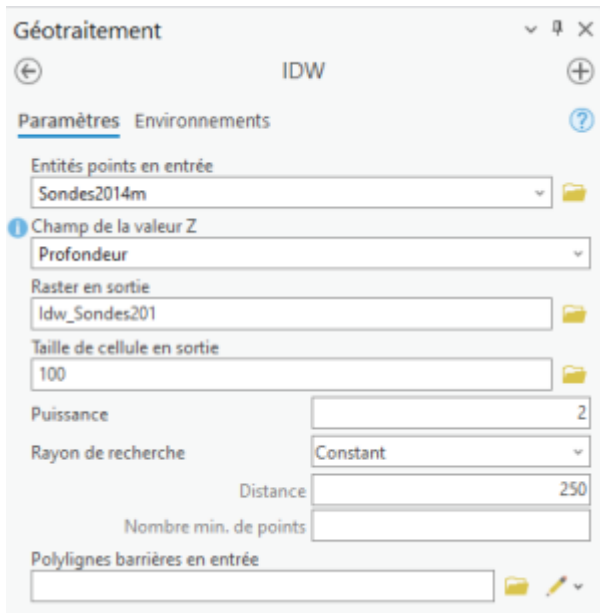 Géotraitement
IDW
Paramètres Environnements
Entités points en entrée
Sondes2014m
Champ de la valeur Z
Profondeur
Raster en sortie
Idw_Sondes201
Taille de cellule en sortie
100
Puissance 2
Rayon de recherche Constant
Distance 250
Nombre min. de points
Polylignes barrières en entrée